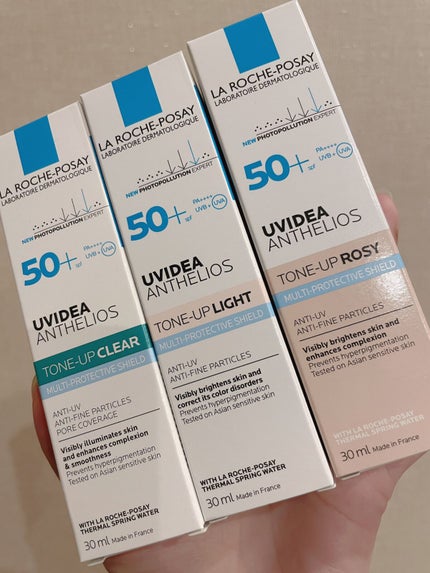 LA ROCHE-POSAY
LABORATOIRE DERMATOLOGIQUE
NEW PHOTOPOLLUTION EXPERT
50+
SPF
PA++++
UVB + UVA
UVIDEA
ANTHELIOS
TONE-UP CLEAR
MULTI-PROTECTIVE SHIELD
ANTI-UV
ANTI-FINE PARTICLES
PORE COVERAGE
Visibly illuminates skin
and enhances complexion
& smoothness
Prevents hyperpigmentation
Tested on Asian sensitive skin
WITH LA ROCHE-POSAY
THERMAL SPRING WATER
30 ml Made in France
LA ROCHE-POSAY
LABORATOIRE DERMATOLOGIQUE
NEW PHOTOPOLLUTION EXPERT
50+
SPF
PA++++
UVB + UVA
UVIDEA
ANTHELIOS
TONE-UP LIGHT
MULTI-PROTECTIVE SHIELD
ANTI-UV
ANTI-FINE PARTICLES
Visibly brightens skin and
correct its color disorders
Prevents hyperpigmentation
Tested on Asian sensitive skin
WITH LA ROCHE-POSAY
THERMAL SPRING WATER
30 ml Made in France
LA ROCHE-POSAY
LABORATOIRE DERMATOLOGIQUE
NEW PHOTOPOLLUTION EXPERT
50+
SPF
PA++++
UVB + UVA
UVIDEA
ANTHELIOS
TONE-UP ROSY
MULTI-PROTECTIVE SHIELD
ANTI-UV
ANTI-FINE PARTICLES
Visibly brightens skin and
enhances complexion
Prevents hyperpigmentation
Tested on Asian sensitive skin
WITH LA ROCHE-POSAY
THERMAL SPRING WATER
30 ml Made in France